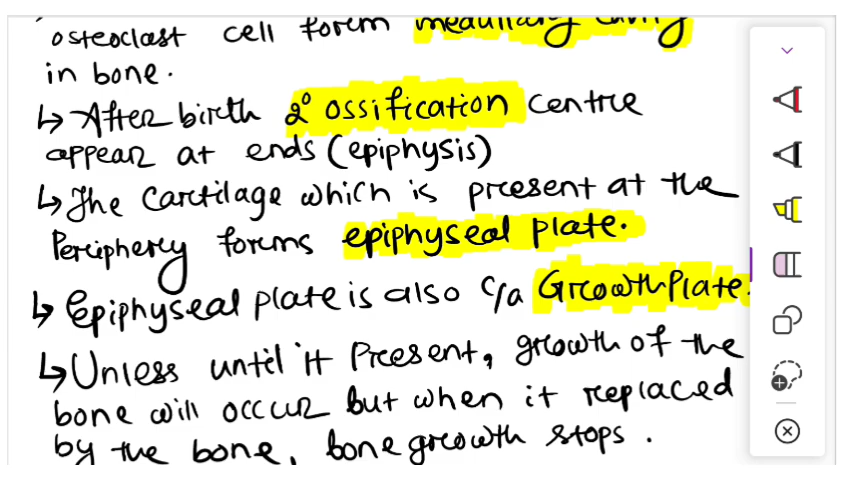 osteoclast cell form medullary cavity
in bone.
↳ After birth 2° ossification centre
appear at ends (epiphysis)
↳ The cartilage which is present at the
Periphery forms epiphyseal plate.
↳ Epiphyseal plate is also c/a Growth Plate.
↳ Unless until it Present, growth of the
bone will occur but when it replaced
by the bone, bone growth stops.